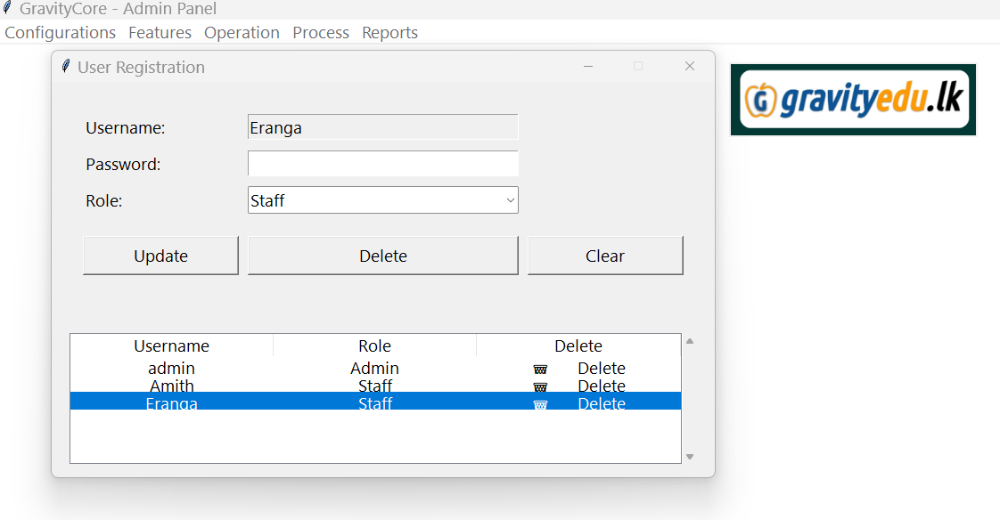 GravityCore - Admin Panel
Configurations Features Operation Process Reports
User Registration
gravityedu.lk
Username: Eranga
Password:
Role: Staff
Update Delete Clear
Username Role Delete
admin Admin Delete
Amith Staff Delete
Eranga Staff Delete